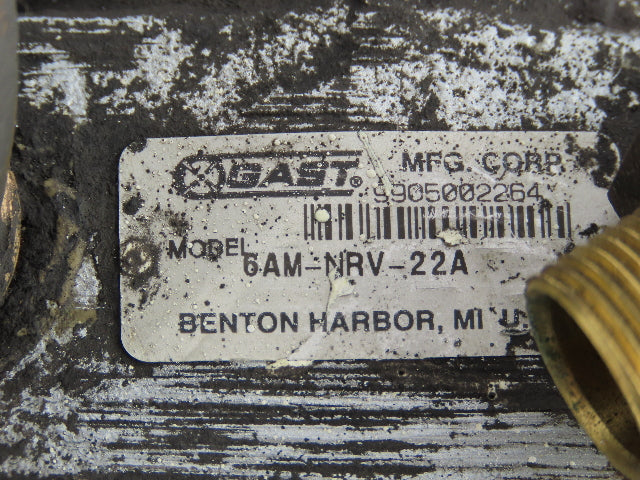 GAST® MFG. CORP.
9905002264
MODEL 6AM-NRV-22A
BENTON HARBOR, MI U.